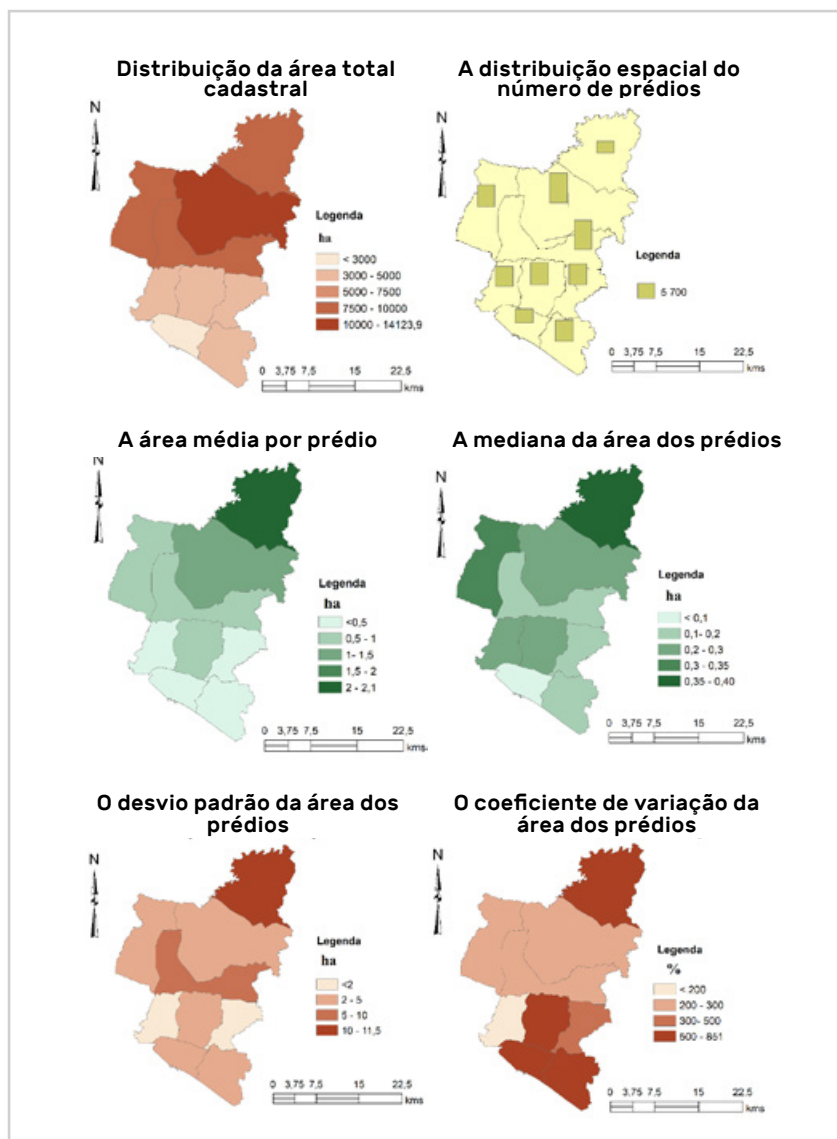 Distribuição da área total
cadastral
N
Legenda
ha
< 3000
3000 - 5000
5000 - 7500
7500 - 10000
10000 - 14123,9
0 3,75 7,5 15 22,5
kms
A distribuição espacial do
número de prédios
N
Legenda
5 700
0 3,75 7,5 15 22,5
kms
A área média por prédio
N
Legenda
ha
<0,5
0,5 - 1
1- 1,5
1,5 - 2
2 - 2,1
0 3,75 7,5 15 22,5
kms.
A mediana da área dos prédios
N
Legenda
ha
< 0,1
0,1- 0,2
0,2 - 0,3
0,3 - 0,35
0,35 - 0,40
0 3,75 7,5 15 22,5
kms
O desvio padrão da área dos
prédios
N
Legenda
ha
<2
2 - 5
5 - 10
10 - 11,5
0 3,75 7,5 15 22,5
kms
O coeficiente de variação da
área dos prédios
N
Legenda
%
< 200
200 - 300
300- 500
500 - 851
0 3,75 7,5 15 22,5
kms